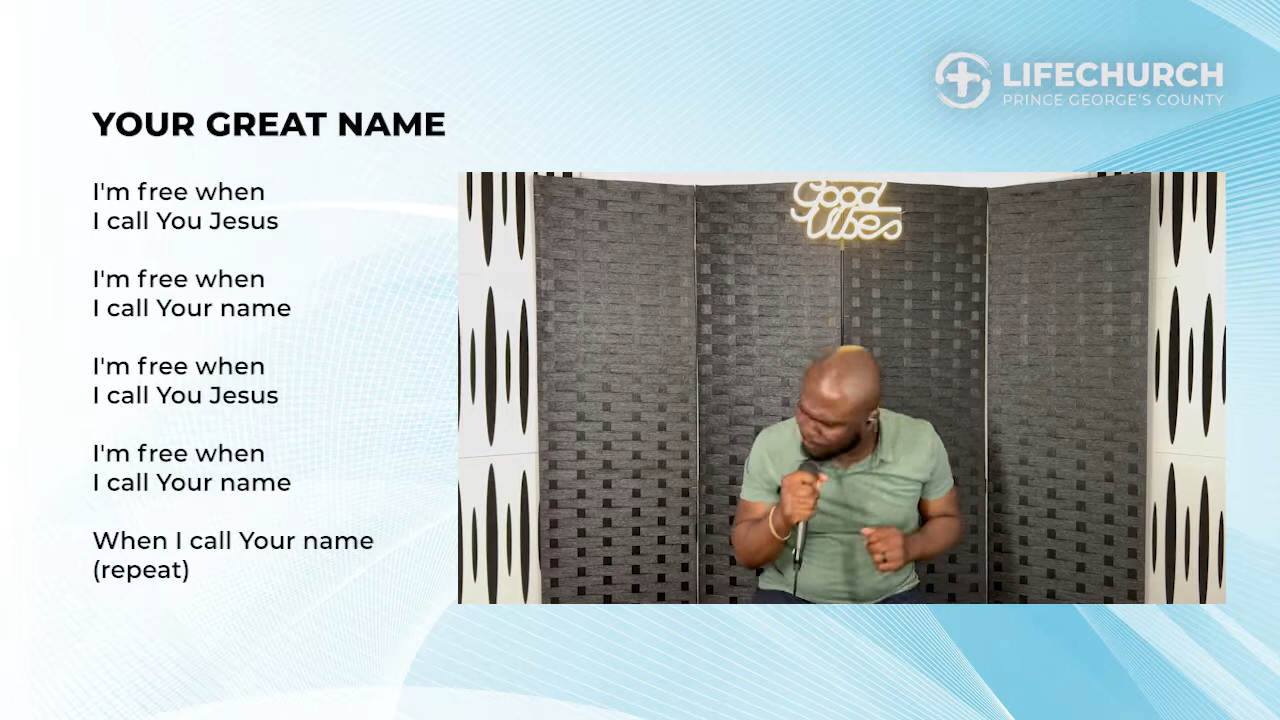 LIFECHURCH
PRINCE GEORGE'S COUNTY
YOUR GREAT NAME
I'm free when
I call You Jesus
I'm free when
I call Your name
I'm free when
I call You Jesus
I'm free when
I call Your name
When I call Your name
(repeat)
Good
Vibes